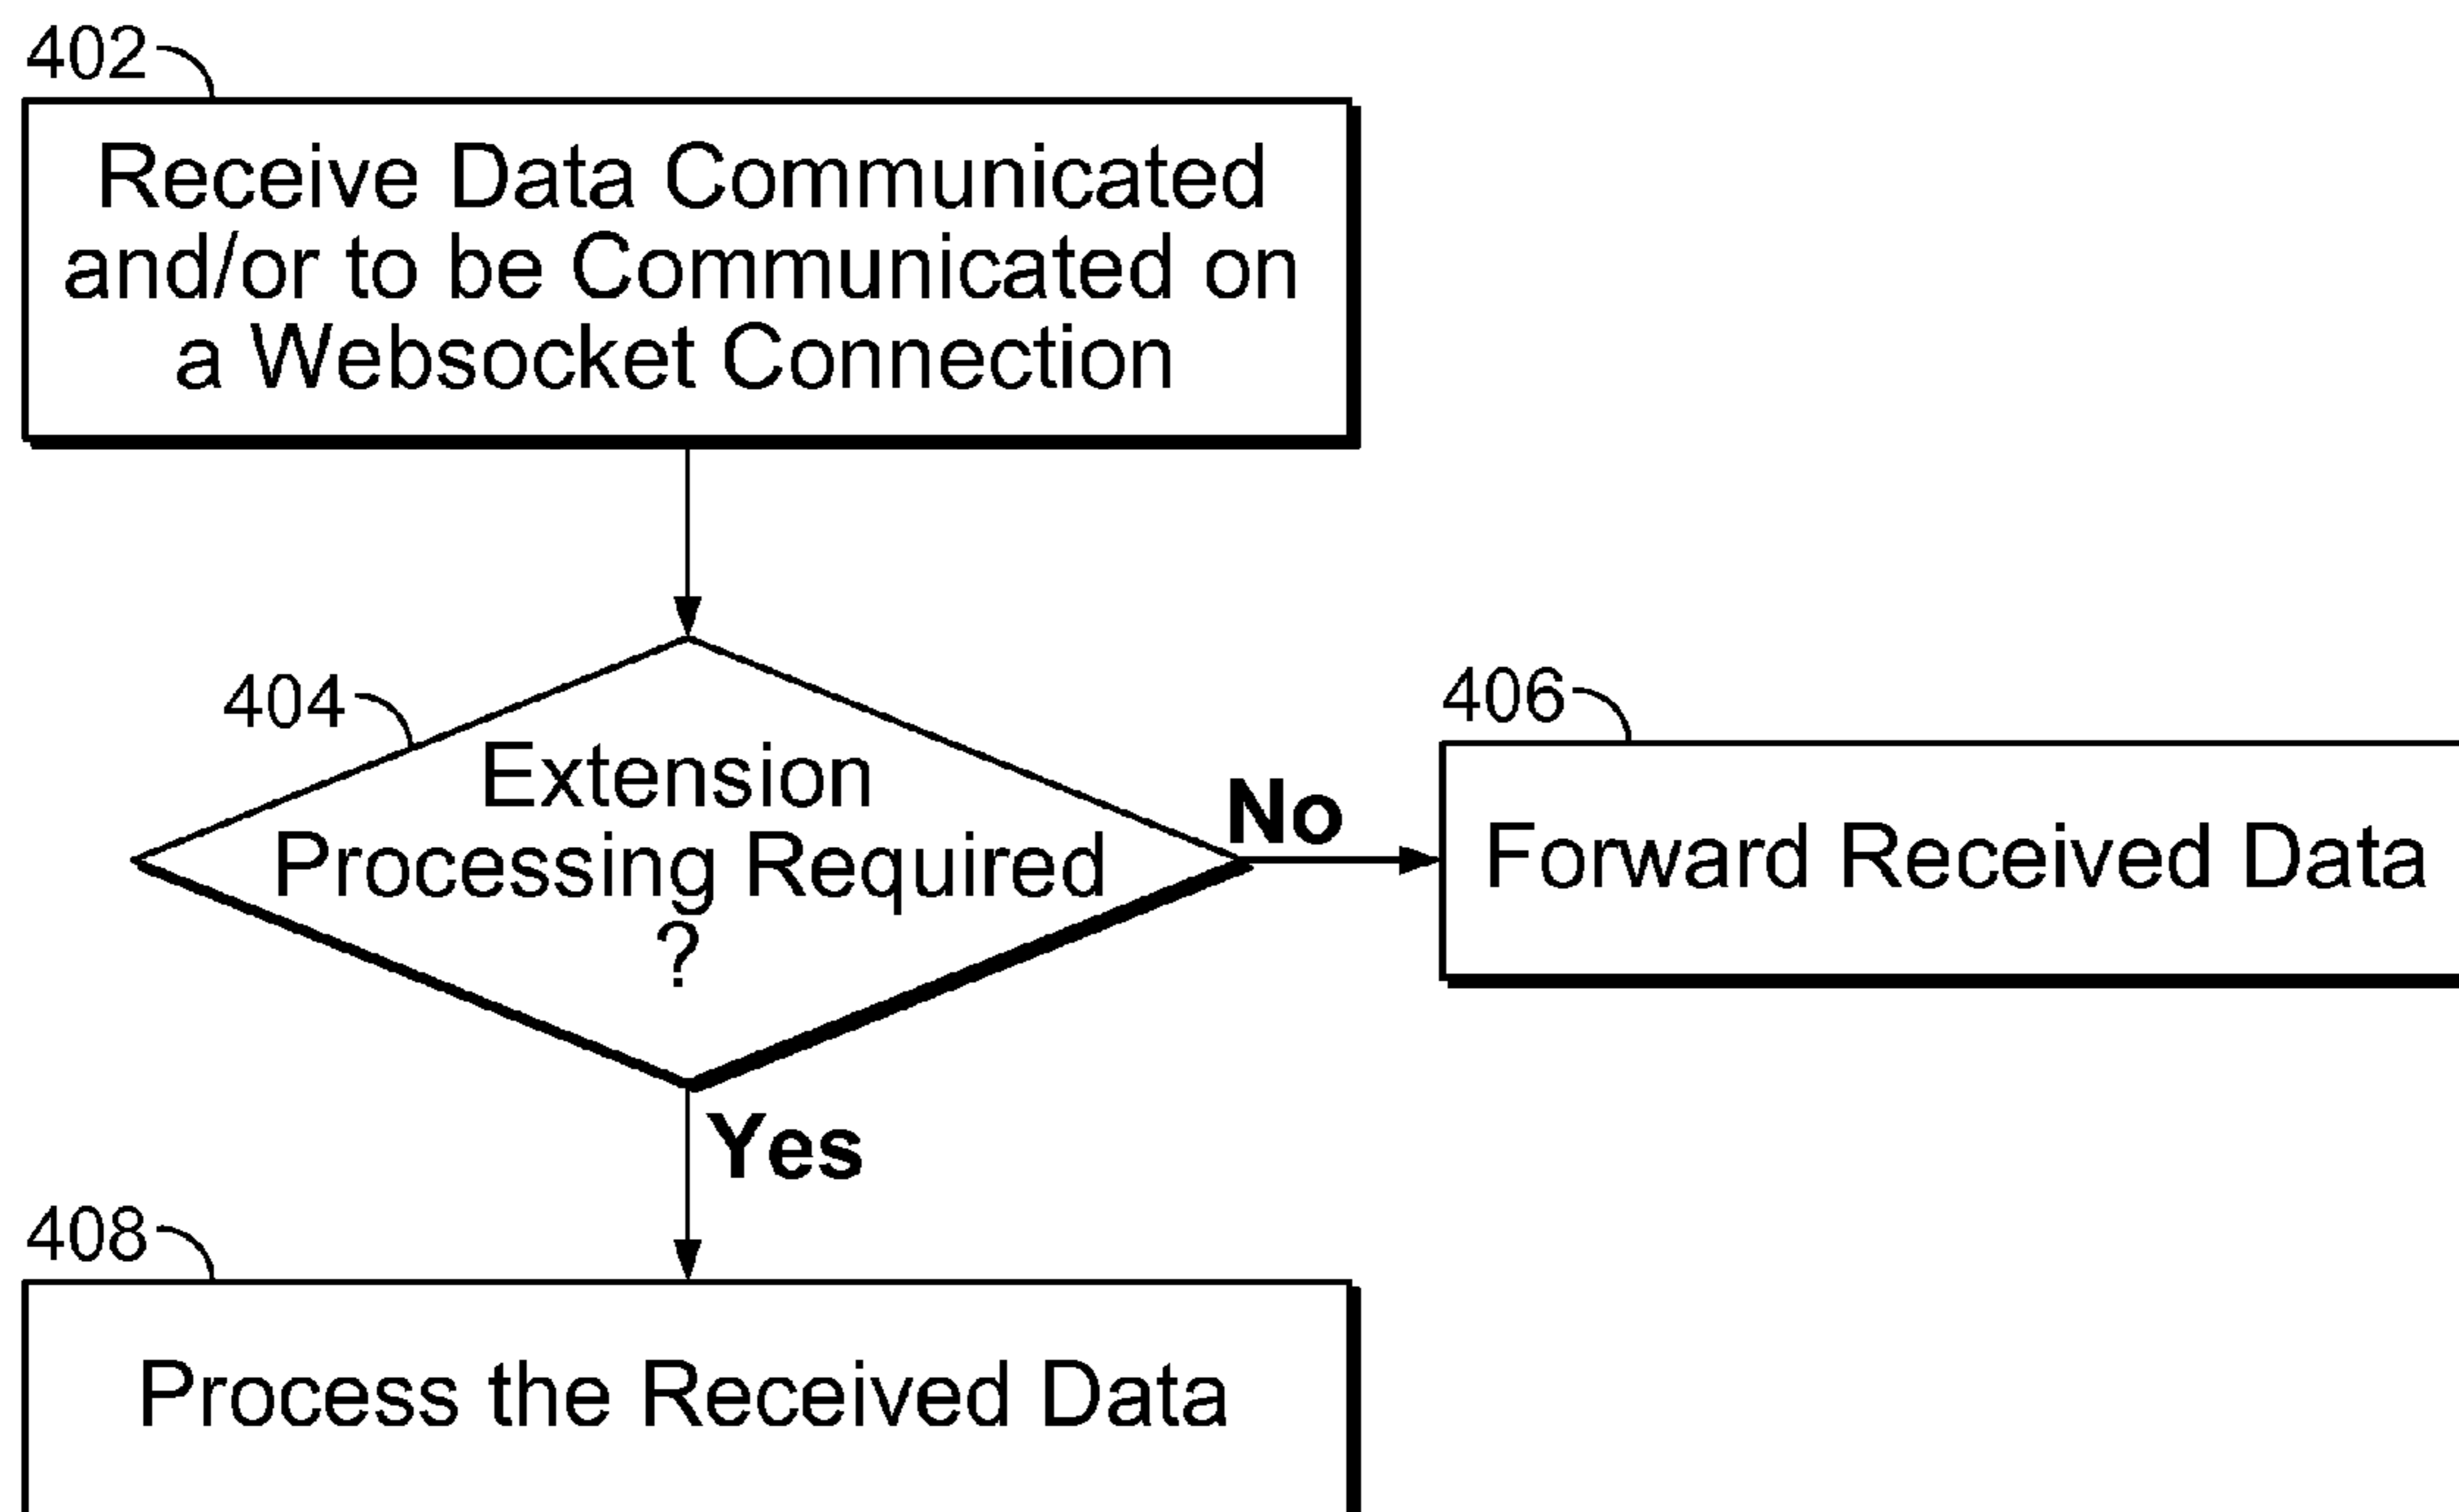 402
Receive Data Communicated
and/or to be Communicated on
a Websocket Connection
404
Extension
Processing Required
?
No
406
Forward Received Data
Yes
408
Process the Received Data